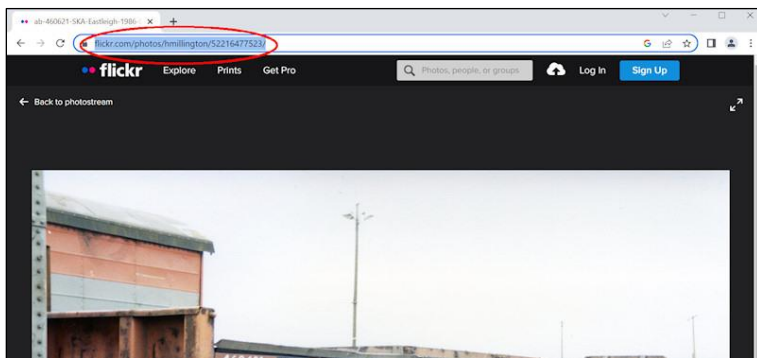 ab-460621-SKA-Eastleigh-1986
flickr.com/photos/hmillington/52216477523/
flickr Explore Prints Get Pro Photos, people, or groups Log In Sign Up
Back to photostream